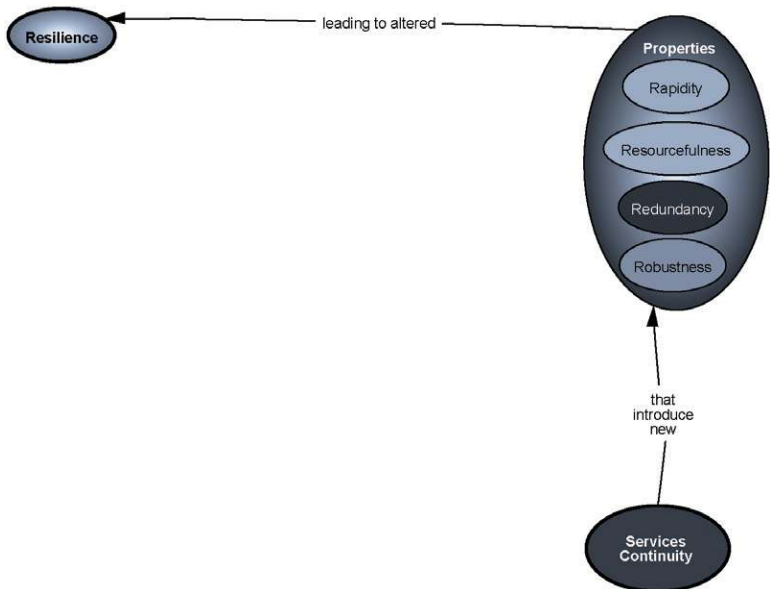 Resilience
leading to altered
Properties
Rapidity
Resourcefulness
Redundancy
Robustness
that
introduce
new
Services
Continuity